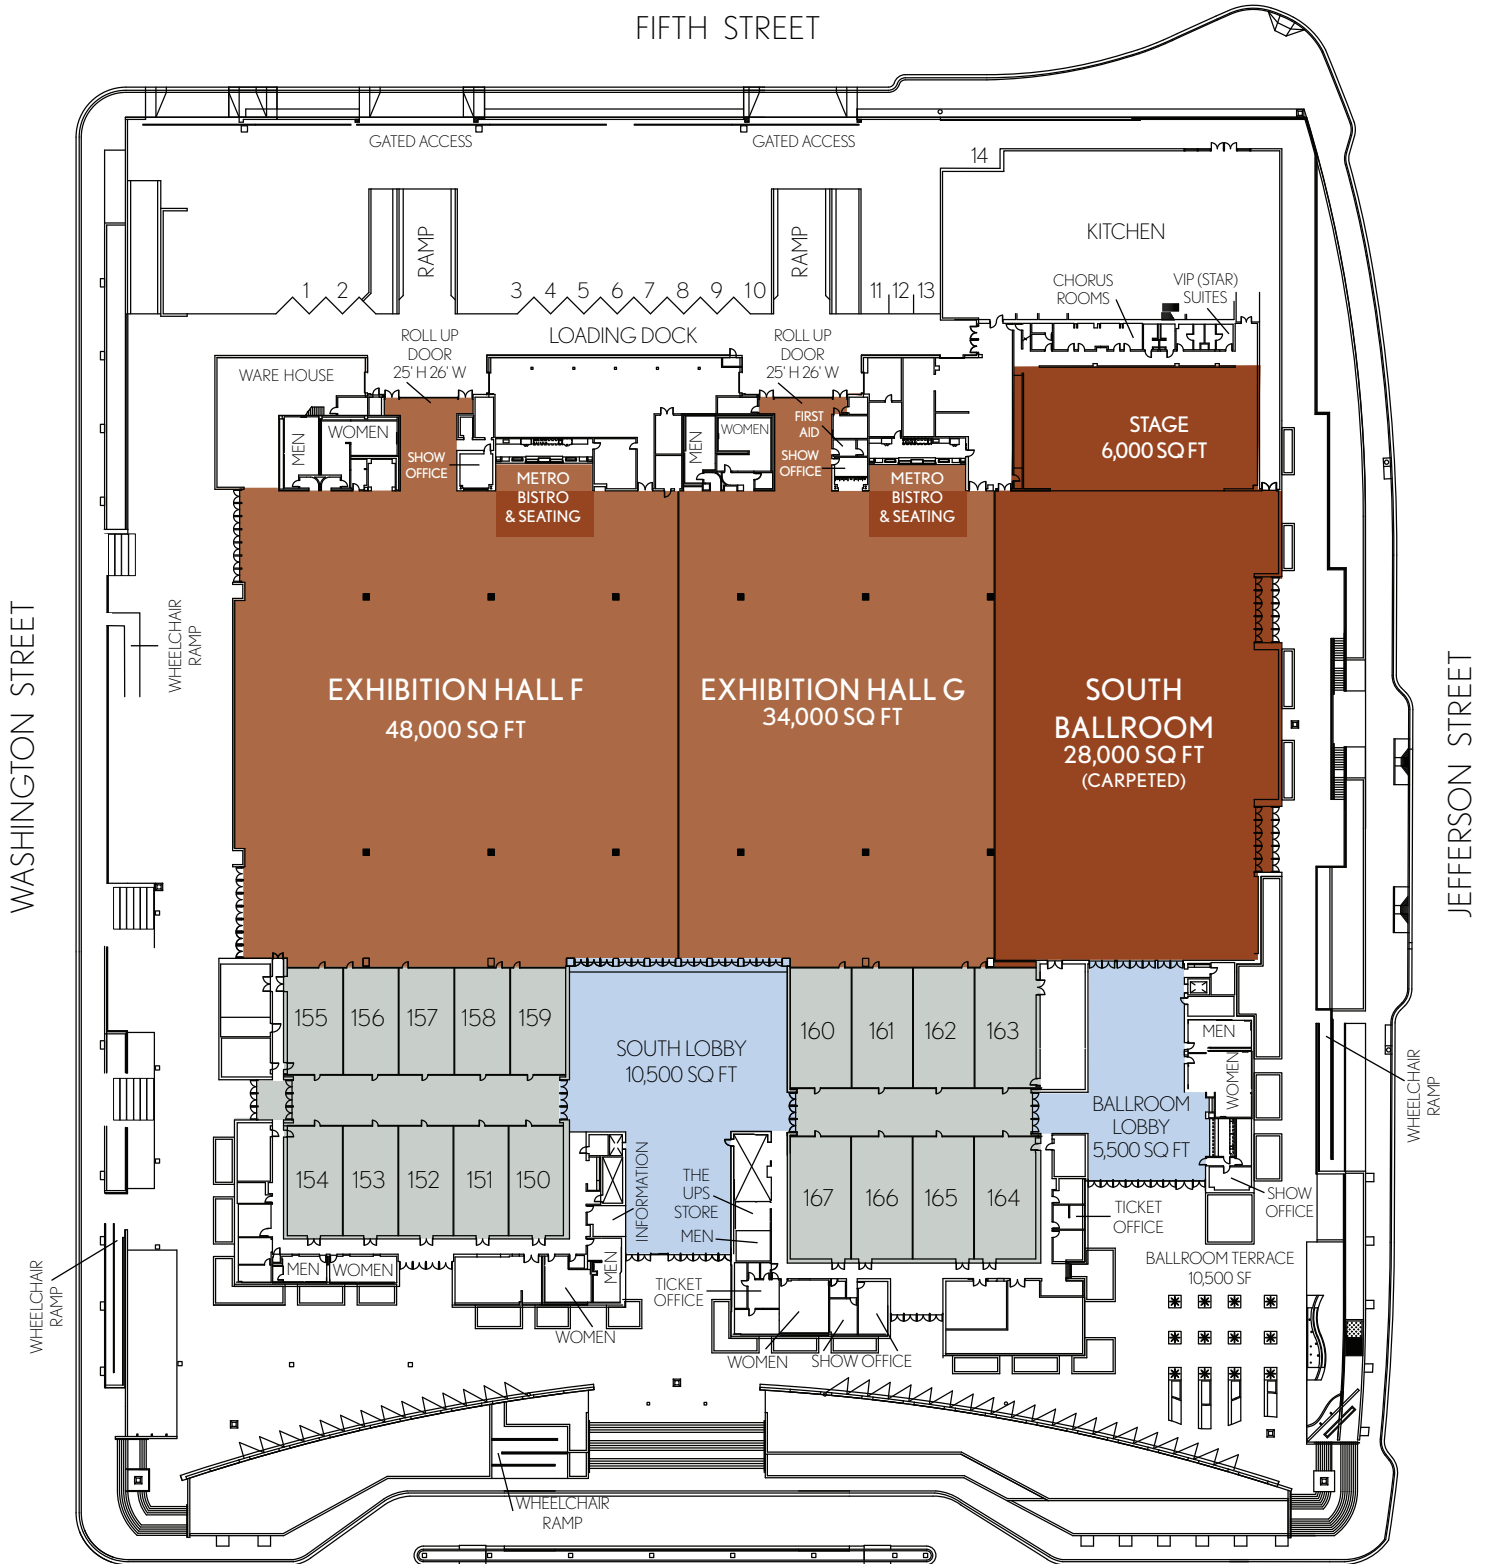 FIFTH STREET
GATED ACCESS
GATED ACCESS
14
KITCHEN
RAMP
RAMP
CHORUS
ROOMS
VIP (STAR)
SUITES
1
2
3
4
5
6
7
8
9
10
11
12
13
LOADING DOCK
ROLL UP
DOOR
25' H 26' W
ROLL UP
DOOR
25' H 26' W
WARE HOUSE
MEN
WOMEN
SHOW
OFFICE
METRO
BISTRO
& SEATING
MEN
WOMEN
FIRST
AID
SHOW
OFFICE
METRO
BISTRO
& SEATING
STAGE
6,000 SQ FT
WASHINGTON STREET
WHEELCHAIR
RAMP
EXHIBITION HALL F
48,000 SQ FT
EXHIBITION HALL G
34,000 SQ FT
SOUTH
BALLROOM
28,000 SQ FT
(CARPETED)
JEFFERSON STREET
155
156
157
158
159
SOUTH LOBBY
10,500 SQ FT
160
161
162
163
MEN
WOMEN
WHEELCHAIR
RAMP
BALLROOM
LOBBY
5,500 SQ FT
154
153
152
151
150
INFORMATION
THE
UPS
STORE
MEN
167
166
165
164
TICKET
OFFICE
SHOW
OFFICE
BALLROOM TERRACE
10,500 SF
MEN
WOMEN
MEN
WOMEN
TICKET
OFFICE
WOMEN
SHOW OFFICE
WHEELCHAIR
RAMP
WHEELCHAIR
RAMP